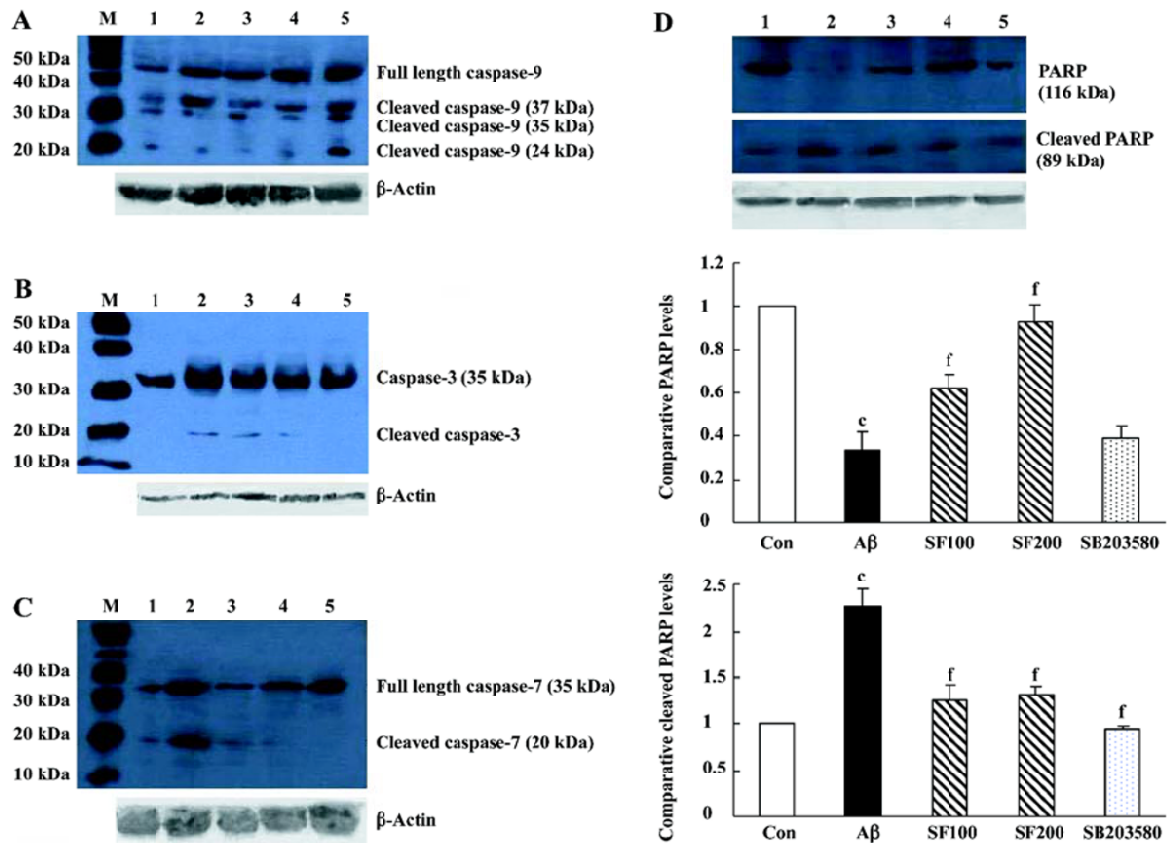 A
M 1 2 3 4 5
50 kDa
40 kDa
30 kDa
20 kDa
Full length caspase-9
Cleaved caspase-9 (37 kDa)
Cleaved caspase-9 (35 kDa)
Cleaved caspase-9 (24 kDa)
β-Actin
B
M 1 2 3 4 5
50 kDa
40 kDa
30 kDa
20 kDa
10 kDa
Caspase-3 (35 kDa)
Cleaved caspase-3
β-Actin
C
M 1 2 3 4 5
40 kDa
30 kDa
20 kDa
10 kDa
Full length caspase-7 (35 kDa)
Cleaved caspase-7 (20 kDa)
β-Actin
D
1 2 3 4 5
PARP
(116 kDa)
Cleaved PARP
(89 kDa)
Comparative PARP levels
1.2
1
0.8
0.6
0.4
0.2
0
c
f
f
Con Aβ SF100 SF200 SB203580
Comparative cleaved PARP levels
2.5
2
1.5
1
0.5
0
c
f
f
f
Con Aβ SF100 SF200 SB203580